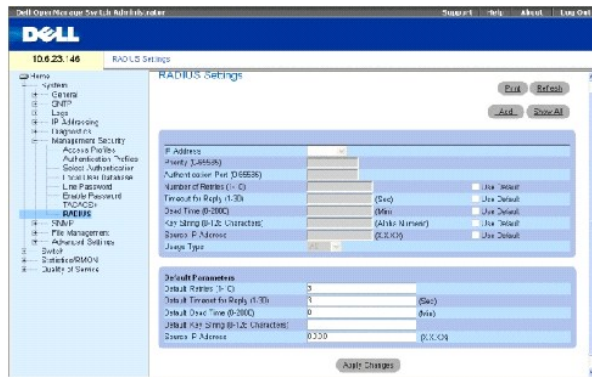 Dell OpenManage Switch Administrator
Support Help About Log Out
DELL
10.6.23.146
RADIUS Settings
Home
System
General
SNTP
Logs
IP Addressing
Diagnostics
Management Security
Access Profiles
Authentication Profiles
Select Authentication
Local User Database
Line Password
Enable Password
TACACS+
RADIUS
SNMP
File Management
Advanced Settings
Switch
Statistics/RMON
Quality of Service
RADIUS Settings
Print Refresh
Add Show All
IP Address
Priority (0-65535)
Authentication Port (0-65535)
Number of Retries (1-10) Use Default
Timeout for Reply (1-30) (Sec) Use Default
Dead Time (0-2000) (Min) Use Default
Key String (0-128 Characters) (Alpha Numeric) Use Default
Source IP Address (X.X.X.X) Use Default
Usage Type
Default Parameters
Default Retries (1-10) 3
Default Timeout for Reply (1-30) 3 (Sec)
Default Dead Time (0-2000) 0 (Min)
Default Key String (0-128 Characters)
Source IP Address 0.0.0.0 (X.X.X.X)
Apply Changes